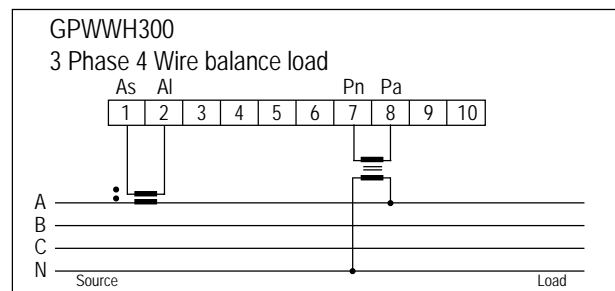 GPWWH300
3 Phase 4 Wire balance load
As Al Pn Pa
1 2 3 4 5 6 7 8 9 10
A
B
C
N
Source Load